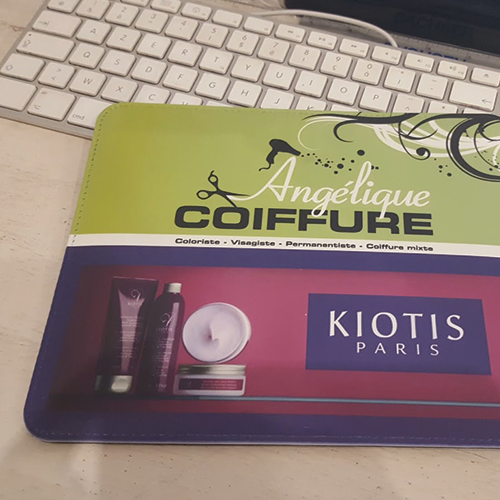 Angélique
COIFFURE
Coloriste - Visagiste - Permanentiste - Coiffure mixte
KIOTIS
PARIS